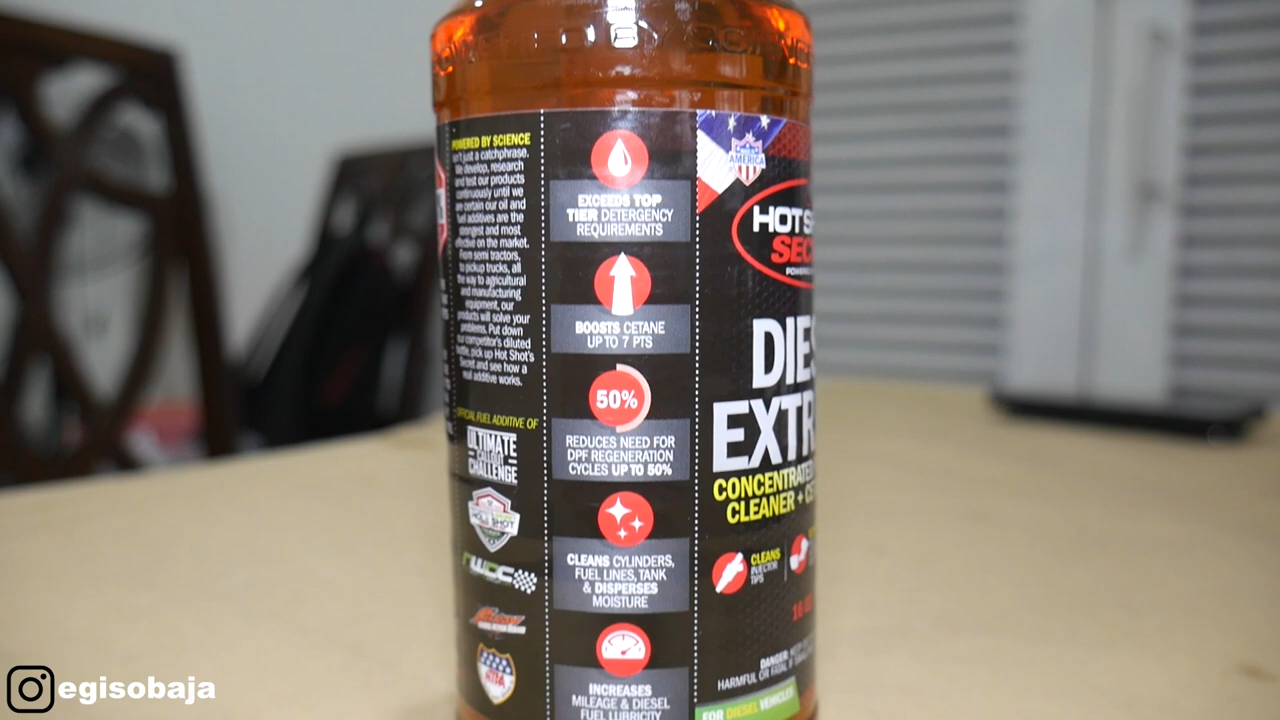 POWERED BY SCIENCE
isn't just a catchphrase.
We develop, research
and test our products
continuously until we
are certain our oil and
fuel additives are the
strongest and most
effective on the market.
From semi tractors,
to pickup trucks, all
the way to agricultural
and manufacturing
equipment, our
products will solve your
problems. Put down
our competitor's diluted
bottle, pick up Hot Shot's
Secret and see how a
real additive works.
OFFICIAL FUEL ADDITIVE OF
ULTIMATE
CALLOUT
CHALLENGE
HOLE SHOT
EXCEEDS TOP
TIER DETERGENCY
REQUIREMENTS
BOOSTS CETANE
UP TO 7 PTS
50%
REDUCES NEED FOR
DPF REGENERATION
CYCLES UP TO 50%
CLEANS CYLINDERS,
FUEL LINES, TANK
& DISPERSES
MOISTURE
INCREASES
MILEAGE & DIESEL
FUEL LUBRICITY
AMERICA
HOT S
SEC
POWERED
DIES
EXTR
CONCENTRATED
CLEANER + CE
CLEANS
INJECTOR
TIPS
16
DANGER:
HARMFUL OR FATAL IF
FOR DIESEL VEHICLES
egisobaja